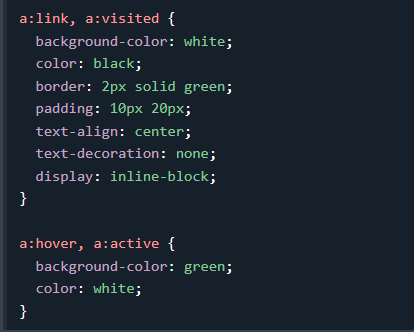 a:link, a:visited {
  background-color: white;
  color: black;
  border: 2px solid green;
  padding: 10px 20px;
  text-align: center;
  text-decoration: none;
  display: inline-block;
}

a:hover, a:active {
  background-color: green;
  color: white;
}